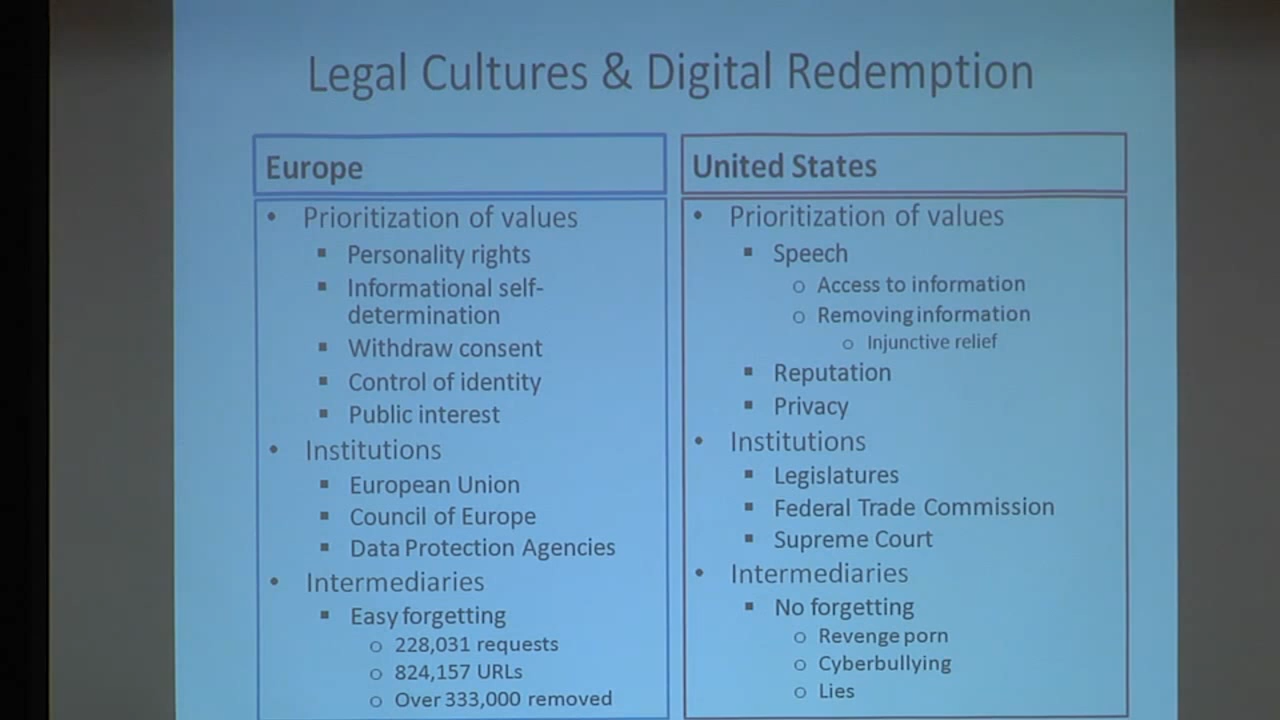 Legal Cultures & Digital Redemption
Europe
• Prioritization of values
▪ Personality rights
▪ Informational self-
determination
▪ Withdraw consent
▪ Control of identity
▪ Public interest
• Institutions
▪ European Union
▪ Council of Europe
▪ Data Protection Agencies
• Intermediaries
▪ Easy forgetting
o 228,031 requests
o 824,157 URLs
o Over 333,000 removed
United States
• Prioritization of values
▪ Speech
o Access to information
o Removing information
o Injunctive relief
▪ Reputation
▪ Privacy
• Institutions
▪ Legislatures
▪ Federal Trade Commission
▪ Supreme Court
• Intermediaries
▪ No forgetting
o Revenge porn
o Cyberbullying
o Lies